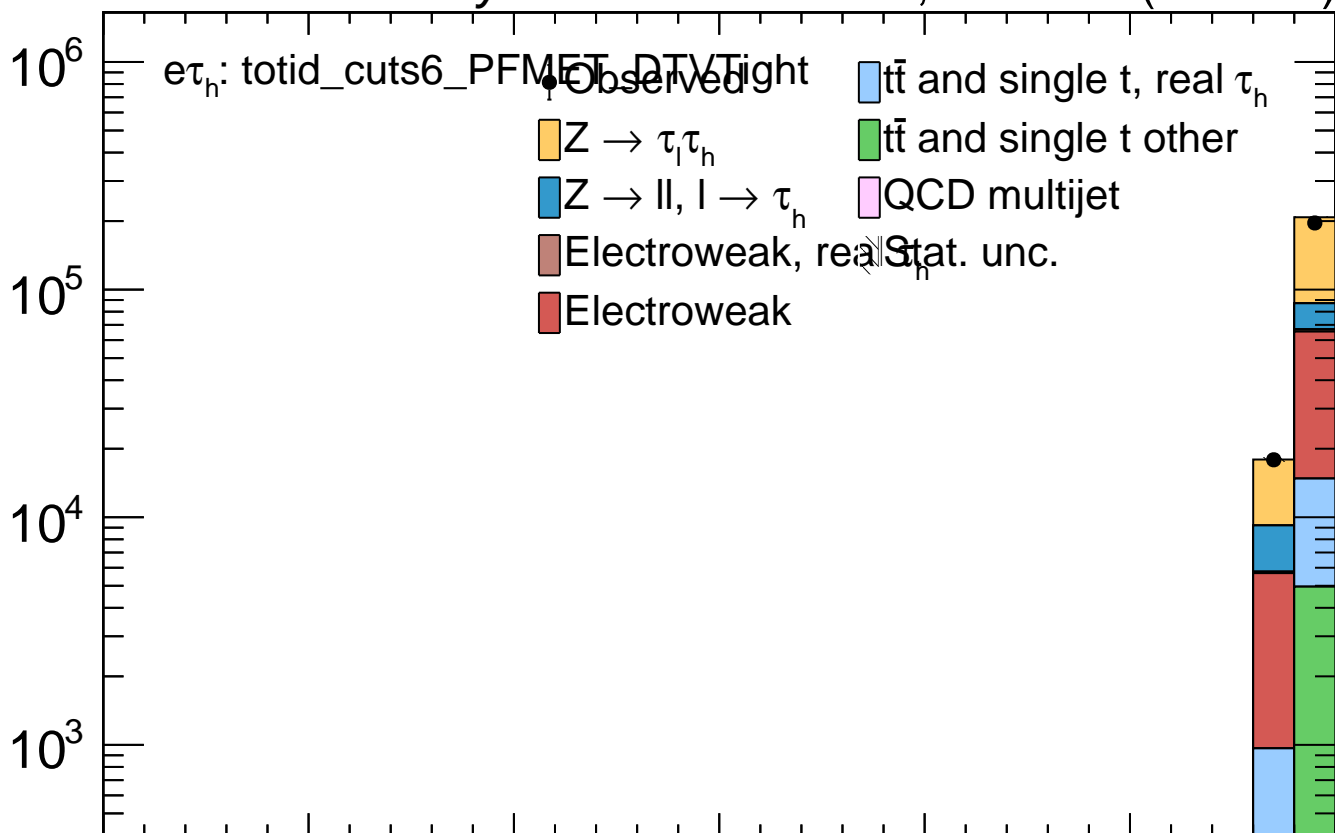 10^6
eτ_h: totid_cuts6_PFMET_DTVTight
Observed
Z → τ_lτ_h
Z → ll, l → τ_h
Electroweak, real τ_h
Electroweak
tt̄ and single t, real τ_h
tt̄ and single t other
QCD multijet
Stat. unc.
10^5
10^4
10^3